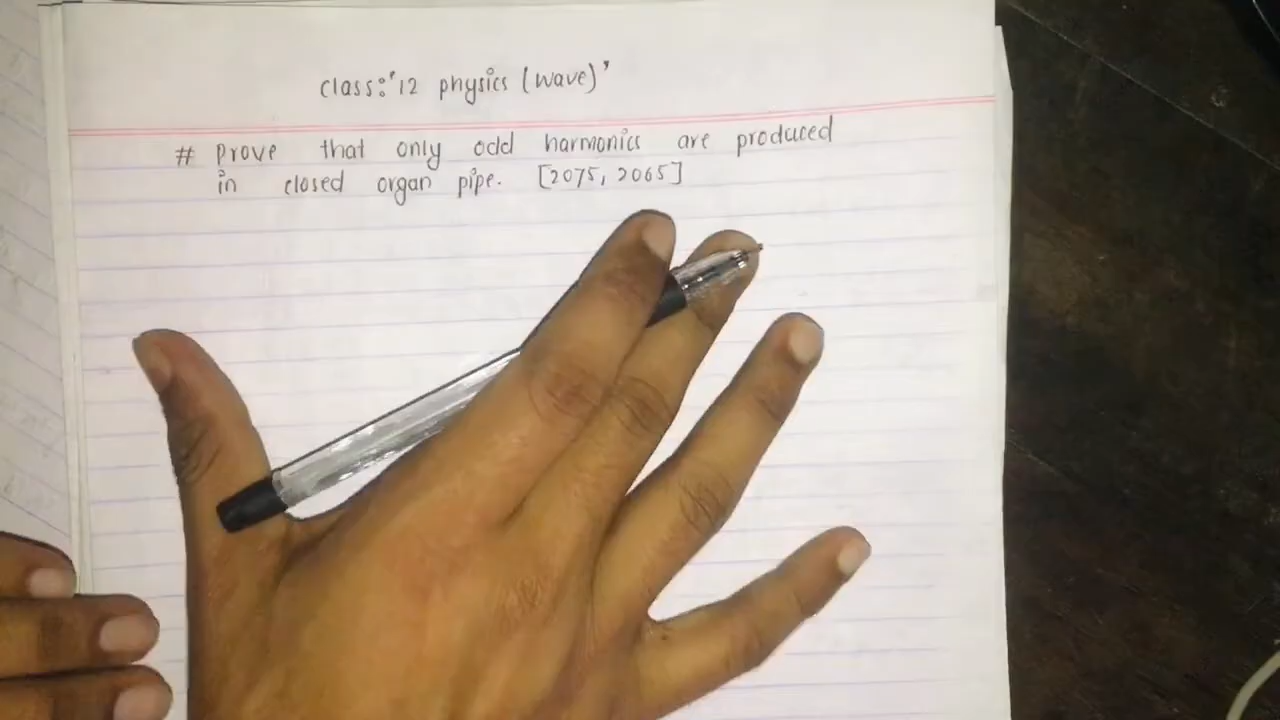 class:'12 physics (wave)'
# Prove that only odd harmonics are produced
in closed organ pipe. [2075, 2065]